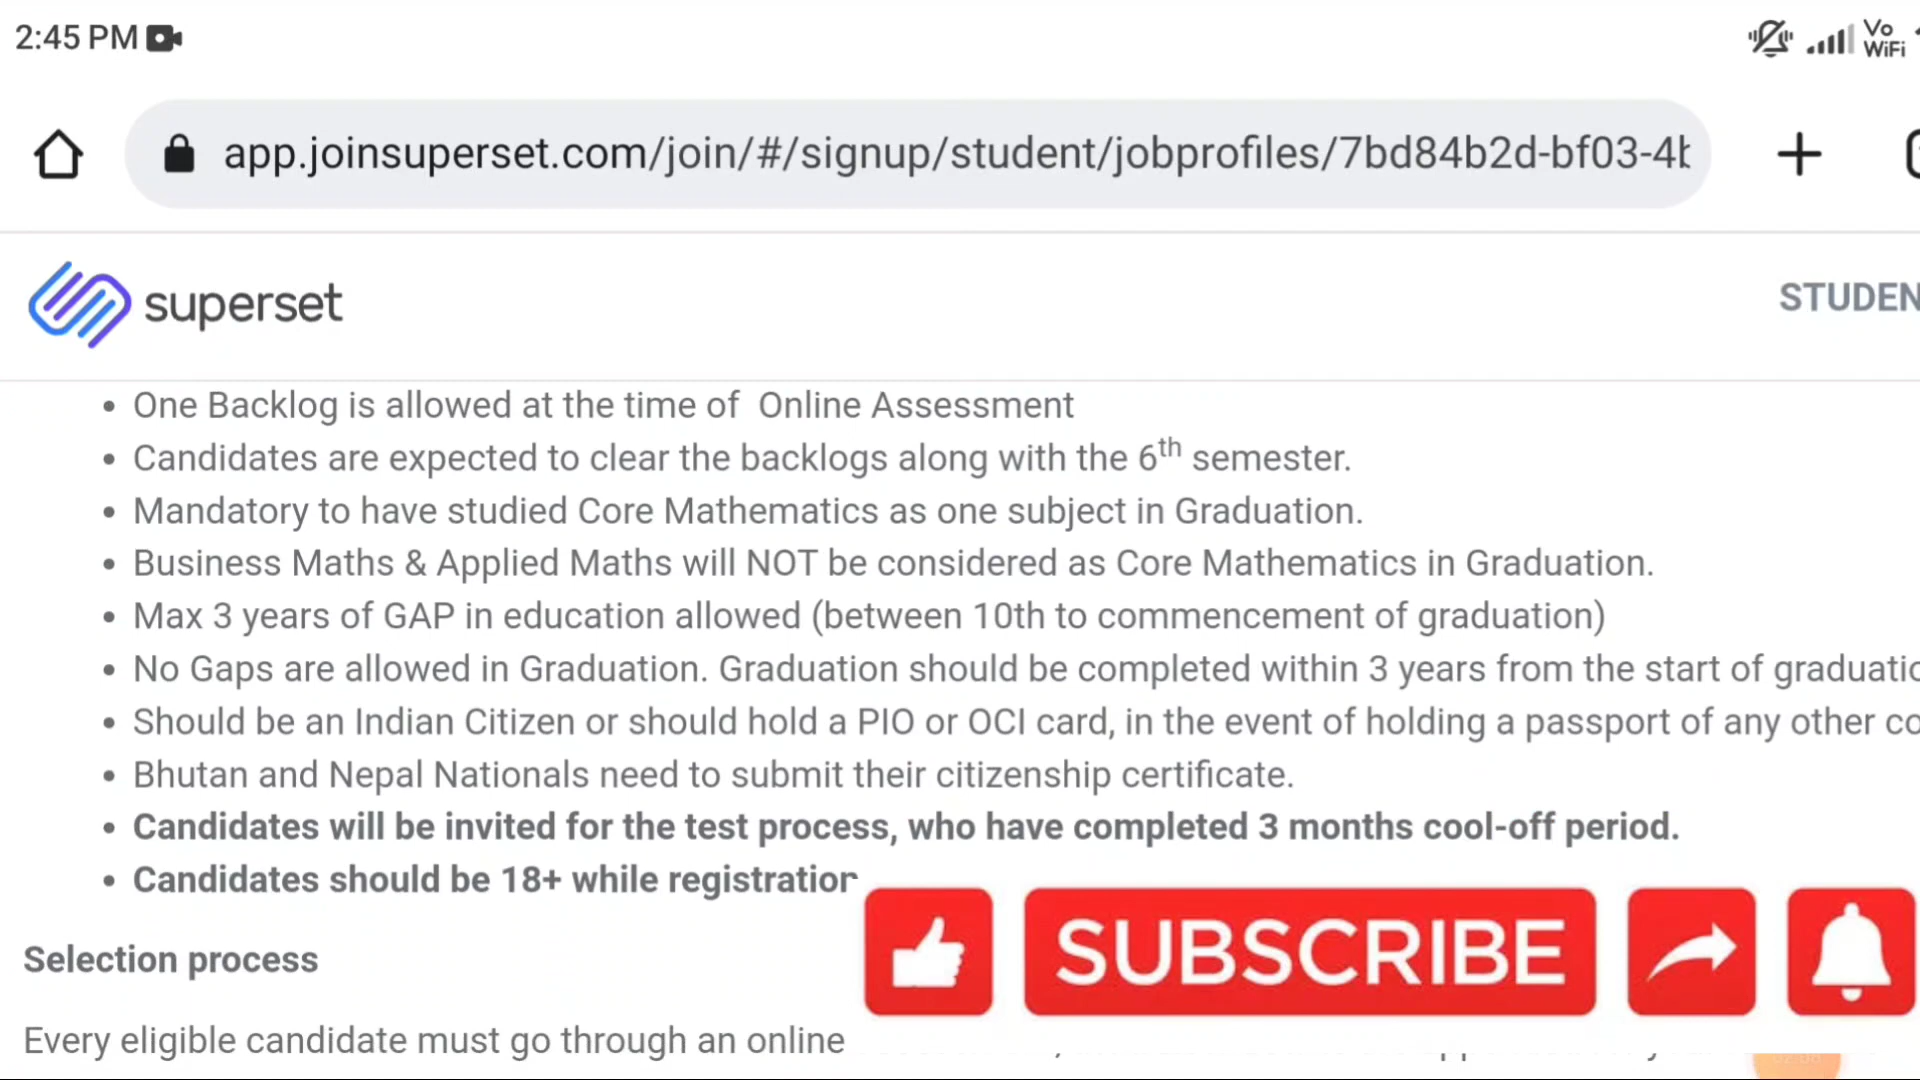 2:45 PM
Vo
WiFi
app.joinsuperset.com/join/#/signup/student/jobprofiles/7bd84b2d-bf03-4b
superset
STUDEN
One Backlog is allowed at the time of Online Assessment
Candidates are expected to clear the backlogs along with the 6th semester.
Mandatory to have studied Core Mathematics as one subject in Graduation.
Business Maths & Applied Maths will NOT be considered as Core Mathematics in Graduation.
Max 3 years of GAP in education allowed (between 10th to commencement of graduation)
No Gaps are allowed in Graduation. Graduation should be completed within 3 years from the start of graduatio
Should be an Indian Citizen or should hold a PIO or OCI card, in the event of holding a passport of any other co
Bhutan and Nepal Nationals need to submit their citizenship certificate.
Candidates will be invited for the test process, who have completed 3 months cool-off period.
Candidates should be 18+ while registration
SUBSCRIBE
Selection process
Every eligible candidate must go through an online